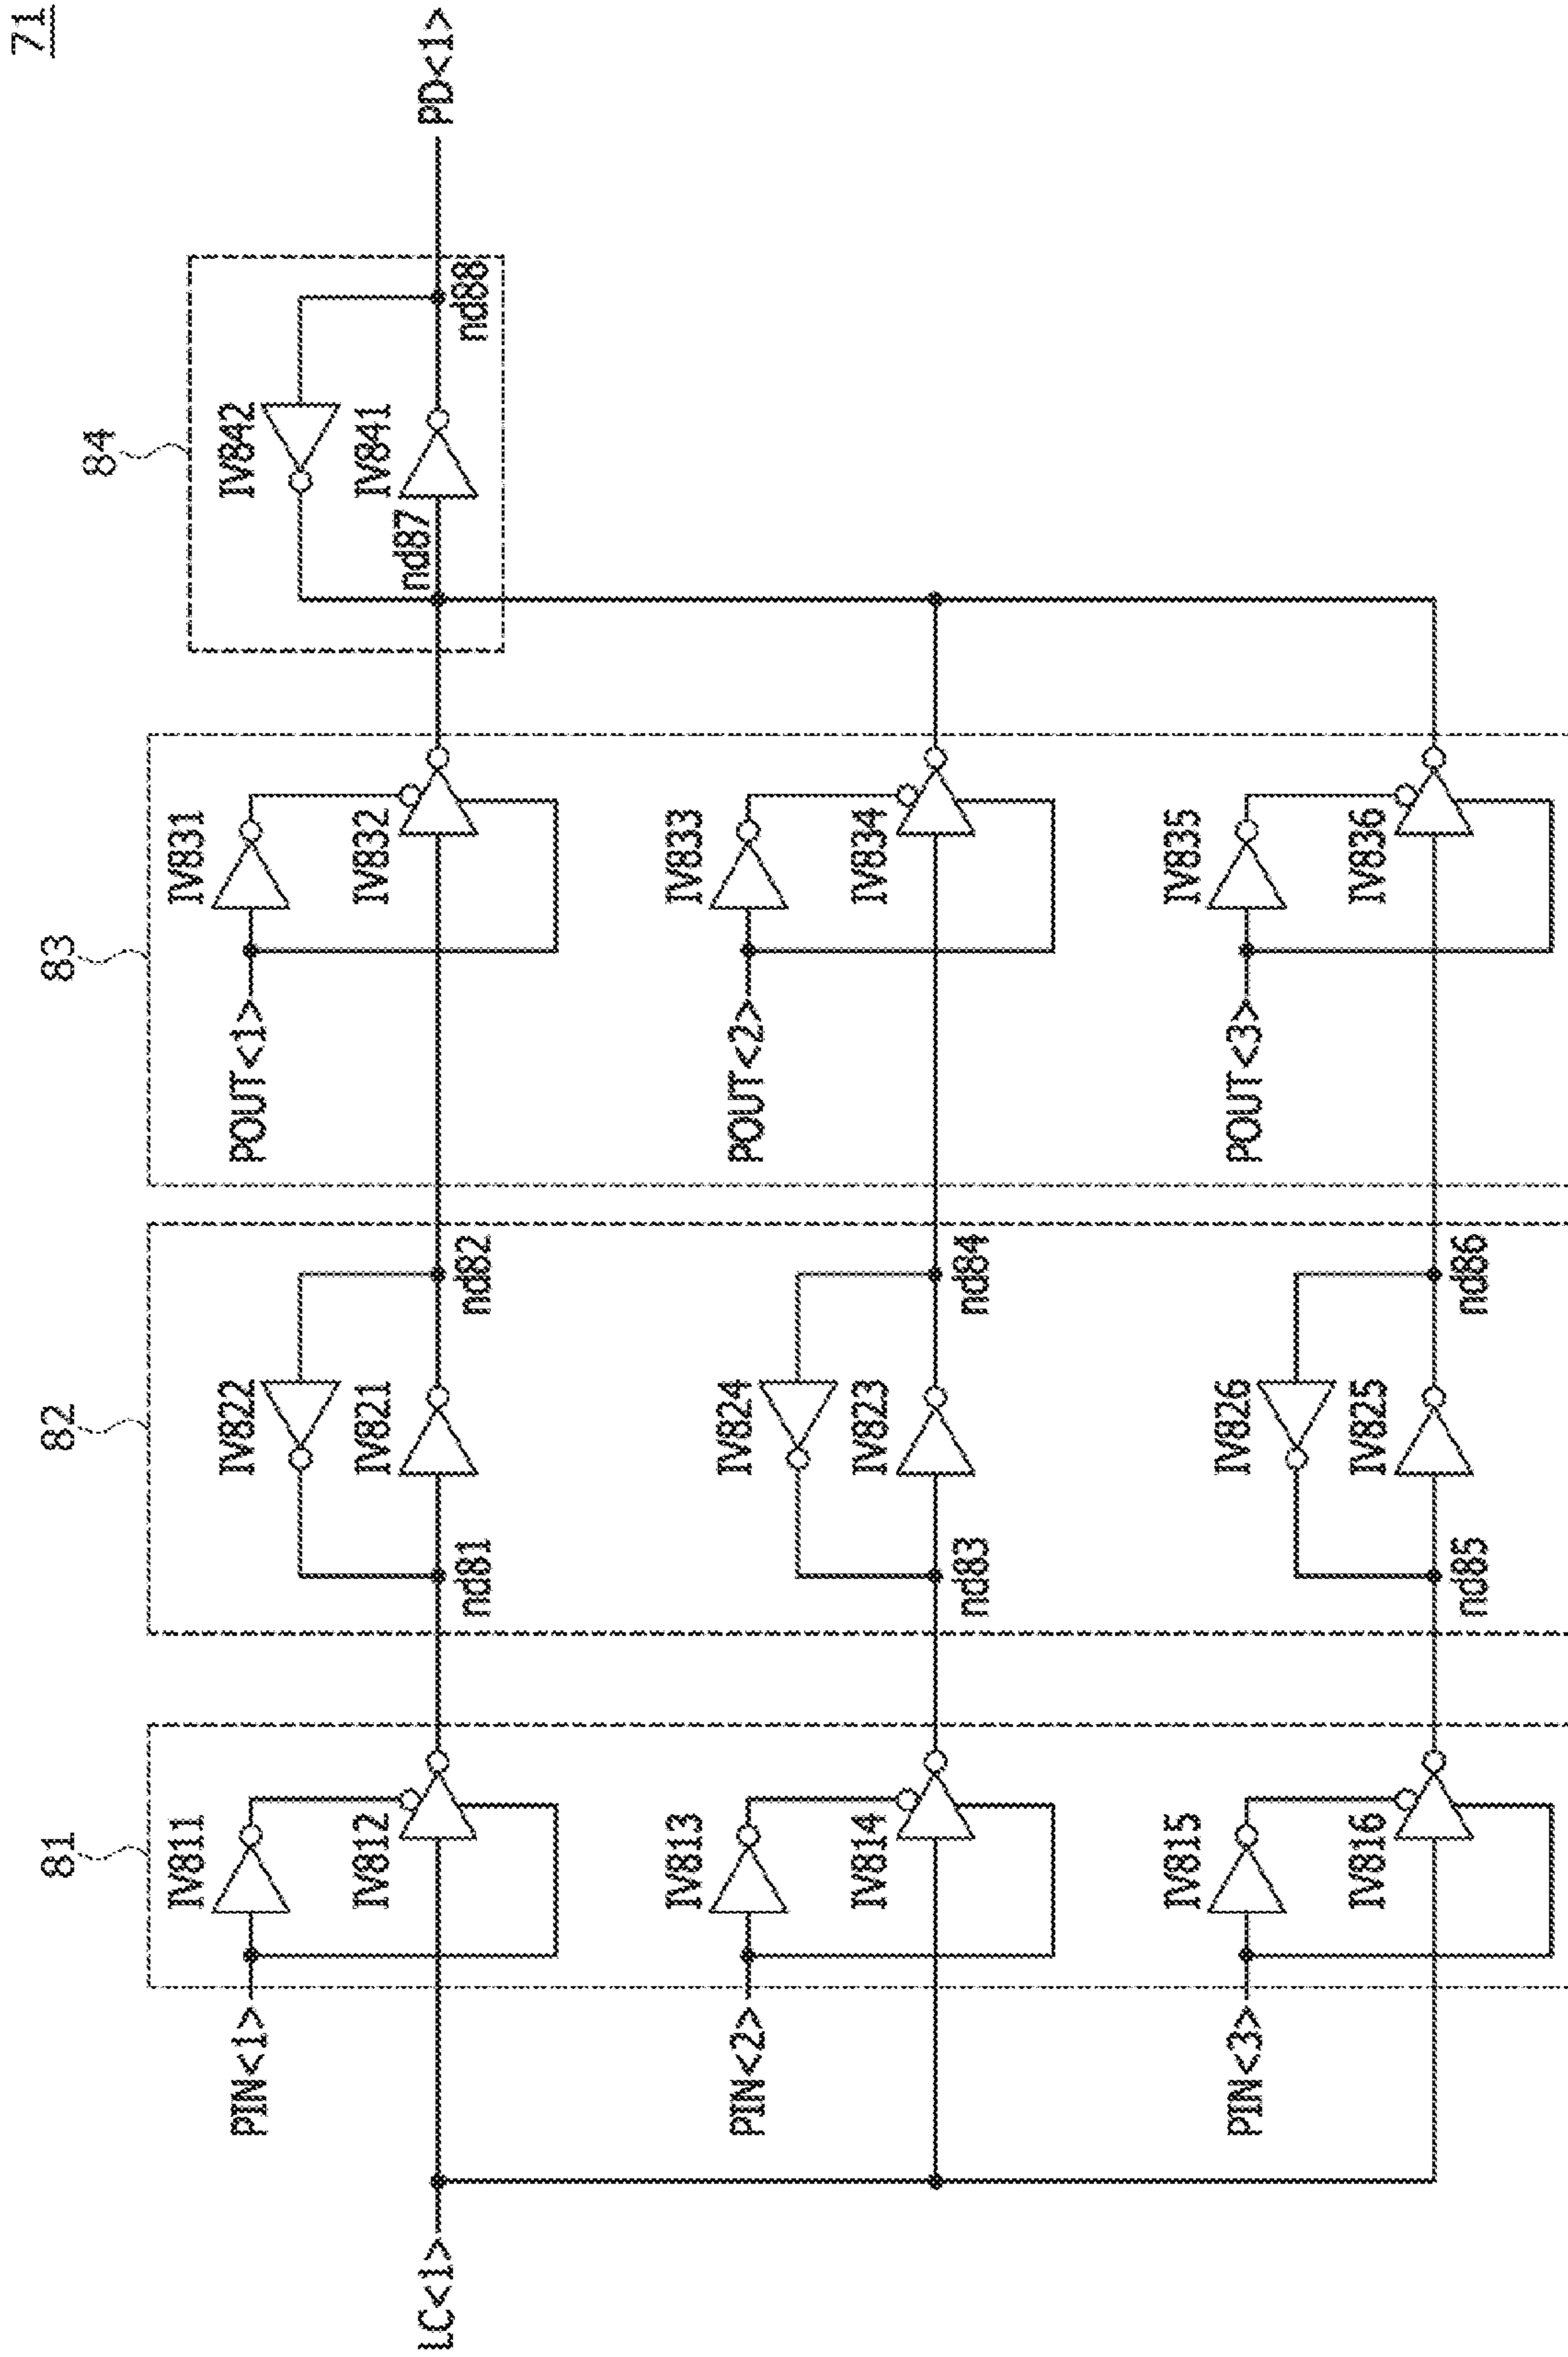 71
84
IV842
IV841
nd87
nd88
PD<1>
81
82
83
PIN<1>
IV811
IV812
LC<1>
nd81
IV822
IV821
nd82
POUT<1>
IV831
IV832
PIN<2>
IV813
IV814
nd83
IV824
IV823
nd84
POUT<2>
IV833
IV834
PIN<3>
IV815
IV816
nd85
IV826
IV825
nd86
POUT<3>
IV835
IV836